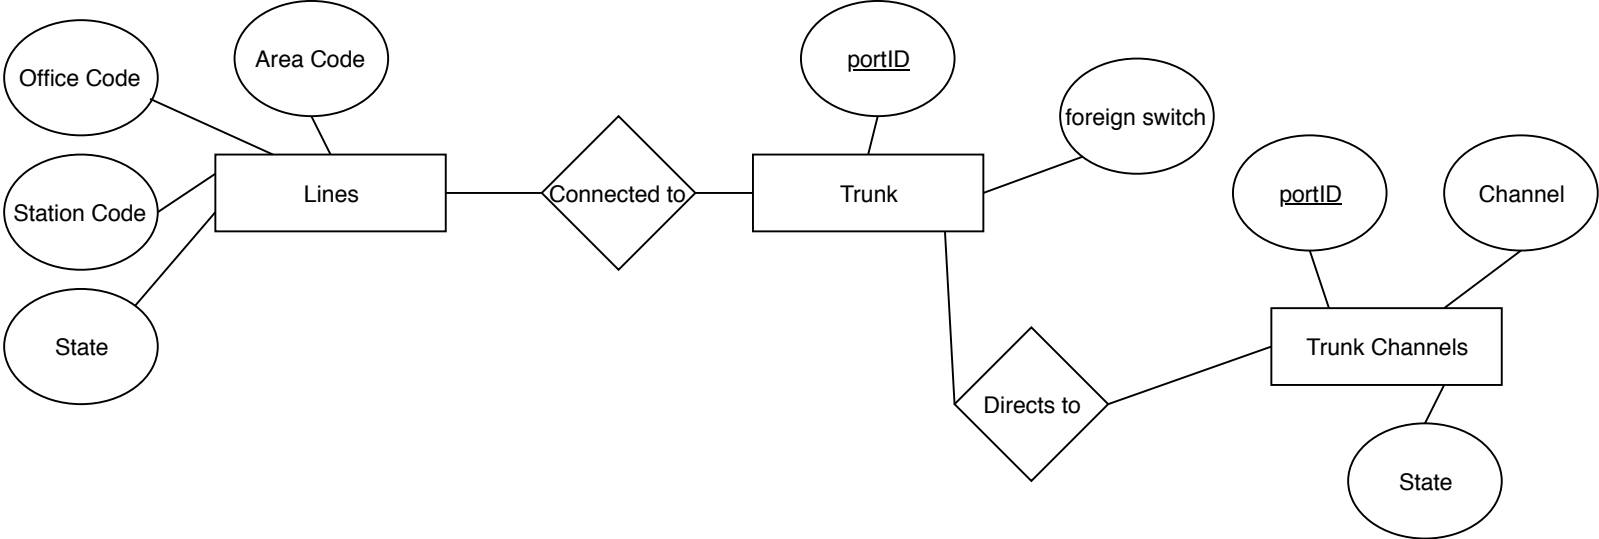 Office Code
Area Code
portID
foreign switch
Station Code
Lines
Connected to
Trunk
portID
Channel
State
Trunk Channels
Directs to
State